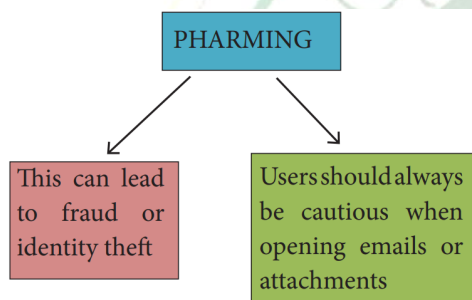 PHARMING
This can lead
to fraud or
identity theft
Users should always
be cautious when
opening emails or
attachments